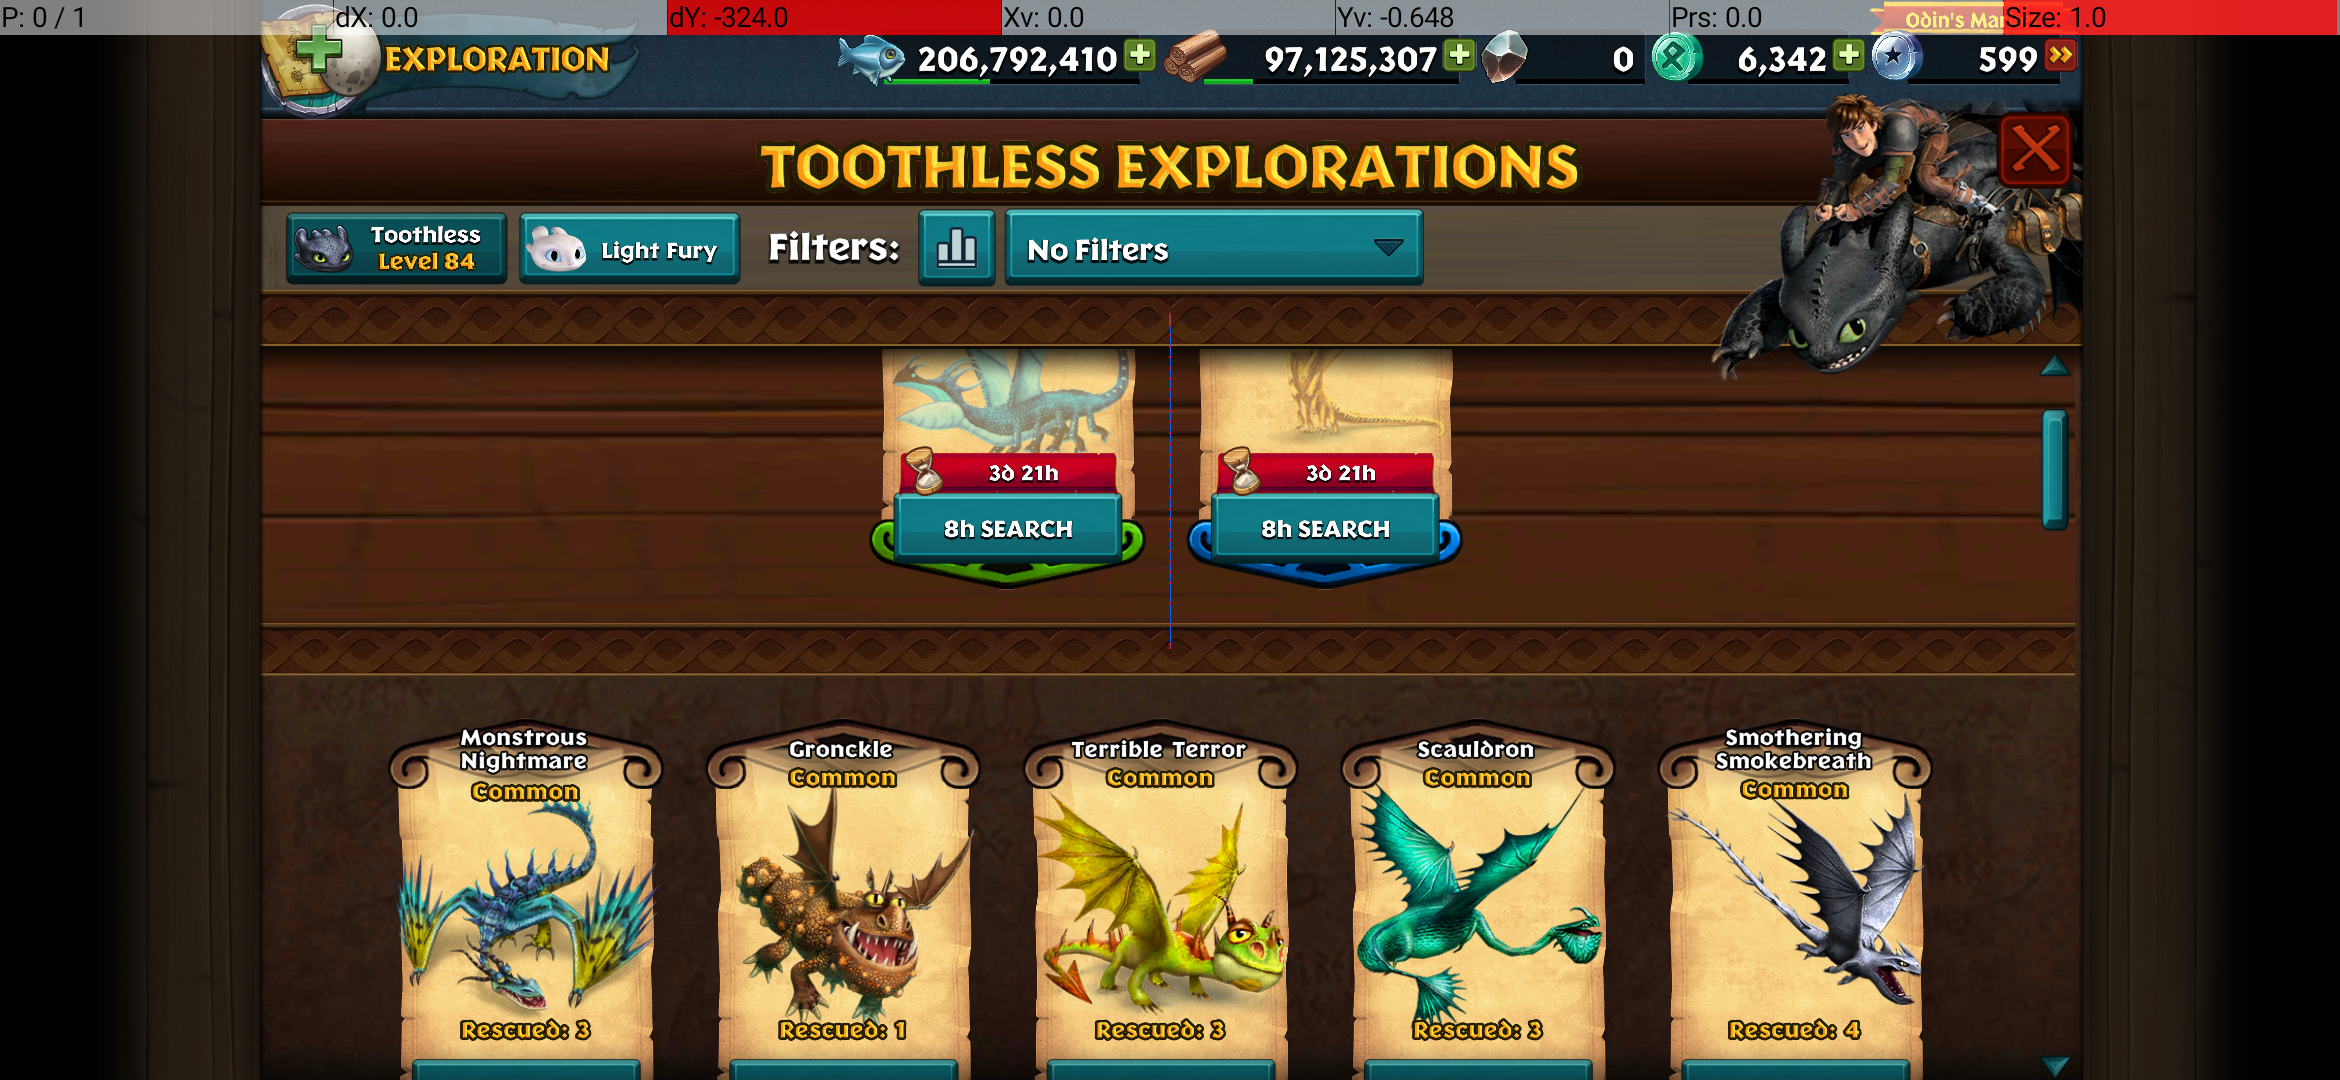 P: 0 / 1
dX: 0.0
dY: -324.0
Xv: 0.0
Yv: -0.648
Prs: 0.0
Size: 1.0
Odin's
EXPLORATION
206,792,410
97,125,307
0
6,342
599
TOOTHLESS EXPLORATIONS
Toothless
Level 84
Light Fury
Filters:
No Filters
3d 21h
8h SEARCH
3d 21h
8h SEARCH
Monstrous
Nightmare
Common
Rescued: 3
Gronckle
Common
Rescued: 1
Terrible Terror
Common
Rescued: 3
Scauldron
Common
Rescued: 3
Smothering
Smokebreath
Common
Rescued: 4